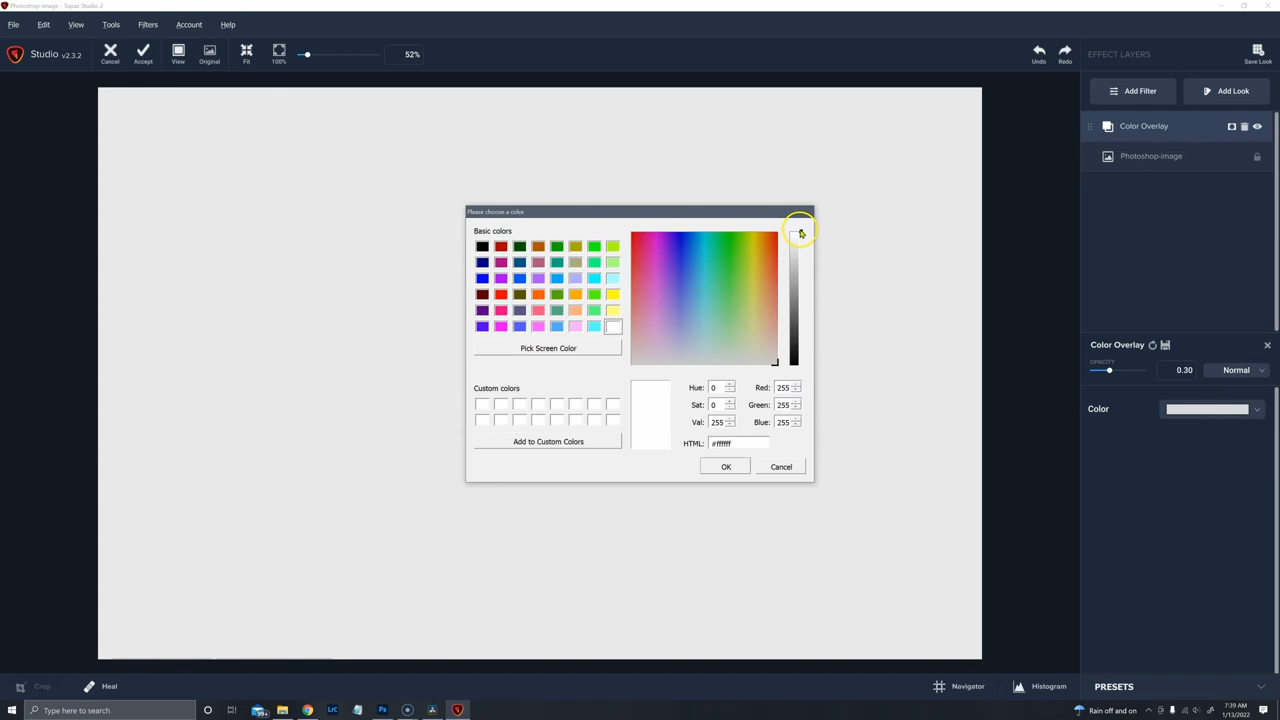 Photoshop-image - Topaz Studio 2
File Edit View Tools Filters Account Help
Studio v2.3.2
Cancel Accept View Original Fit 100% 52% Undo Redo
EFFECT LAYERS
Save Look
Add Filter Add Look
Color Overlay
Photoshop-image
Please choose a color
Basic colors
Pick Screen Color
Custom colors
Add to Custom Colors
Hue: 0 Red: 255
Sat: 0 Green: 255
Val: 255 Blue: 255
HTML: #ffffff
OK Cancel
Color Overlay
OPACITY
0.30 Normal
Color
Crop Heal Navigator Histogram
PRESETS
Type here to search
99+
LrC
Ps
Rain off and on
7:39 AM
1/13/2022